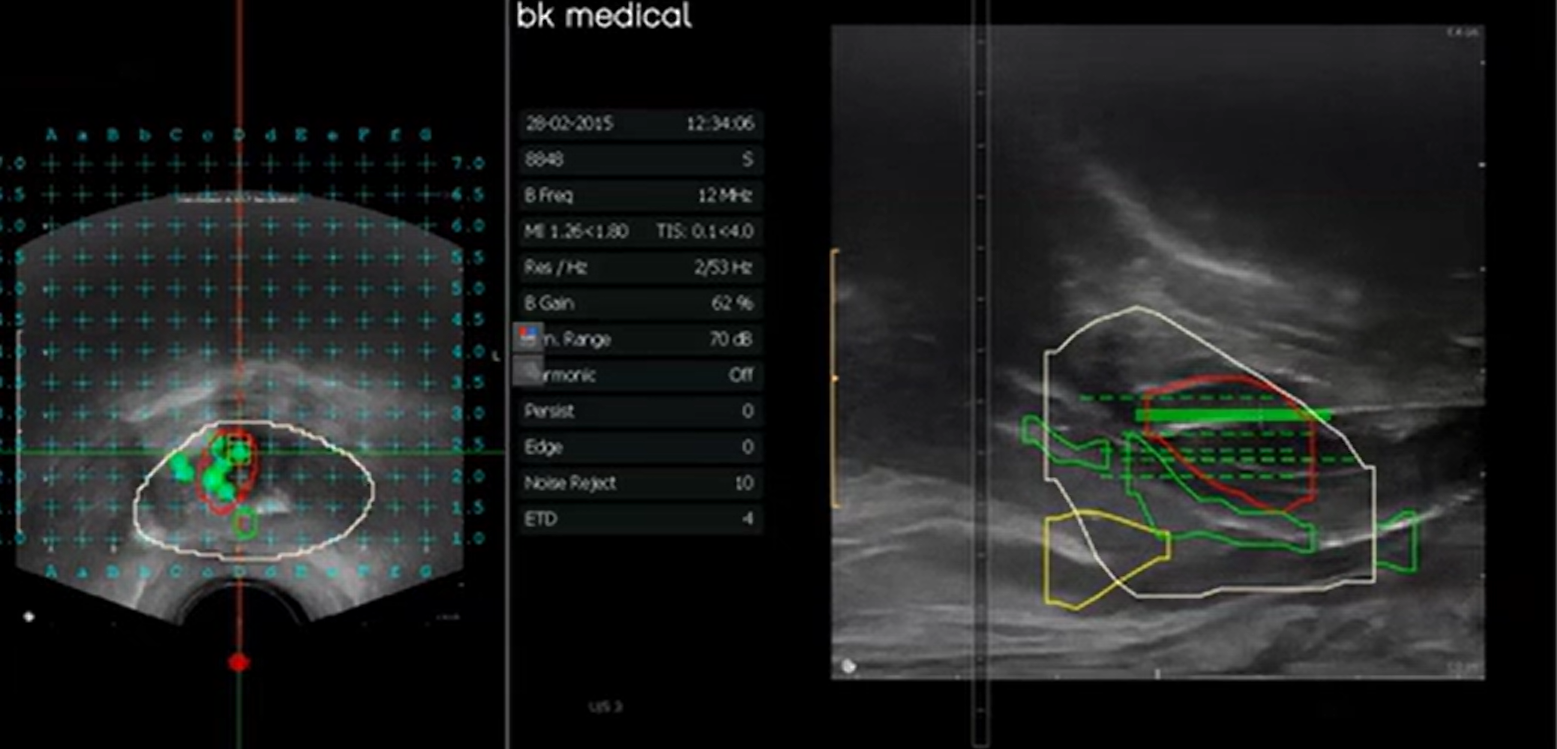 bk medical
28-02-2015 12:34:06
8848 S
B Freq 12 MHz
MI 1.26<1.80 TIS: 0.1<4.0
Res / Hz 2/53 Hz
B Gain 62 %
n. Range 70 dB
rmonic Off
Persist 0
Edge 0
Noise Reject 10
ETD -4
A a B b C c D d E e F f G
7.0 7.0
.5 6.5
6.0 6.0
.5 5.5
5.0 5.0
.5 4.5
4.0 4.0
.5 3.5
3.0 3.0
2.5 2.5
2.0 2.0
1.5 1.5
1.0 1.0
A a B b C c D d E e F f G
L
U/S 3